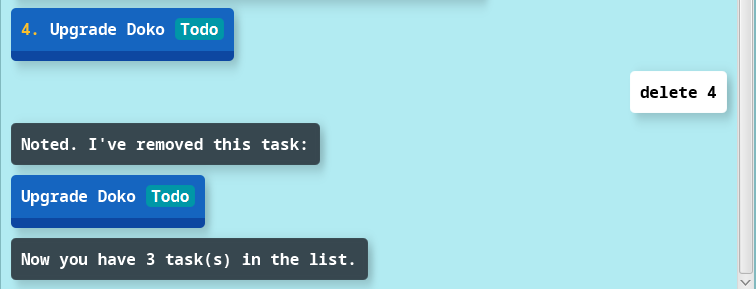 4. Upgrade Doko Todo
delete 4
Noted. I've removed this task:
Upgrade Doko Todo
Now you have 3 task(s) in the list.